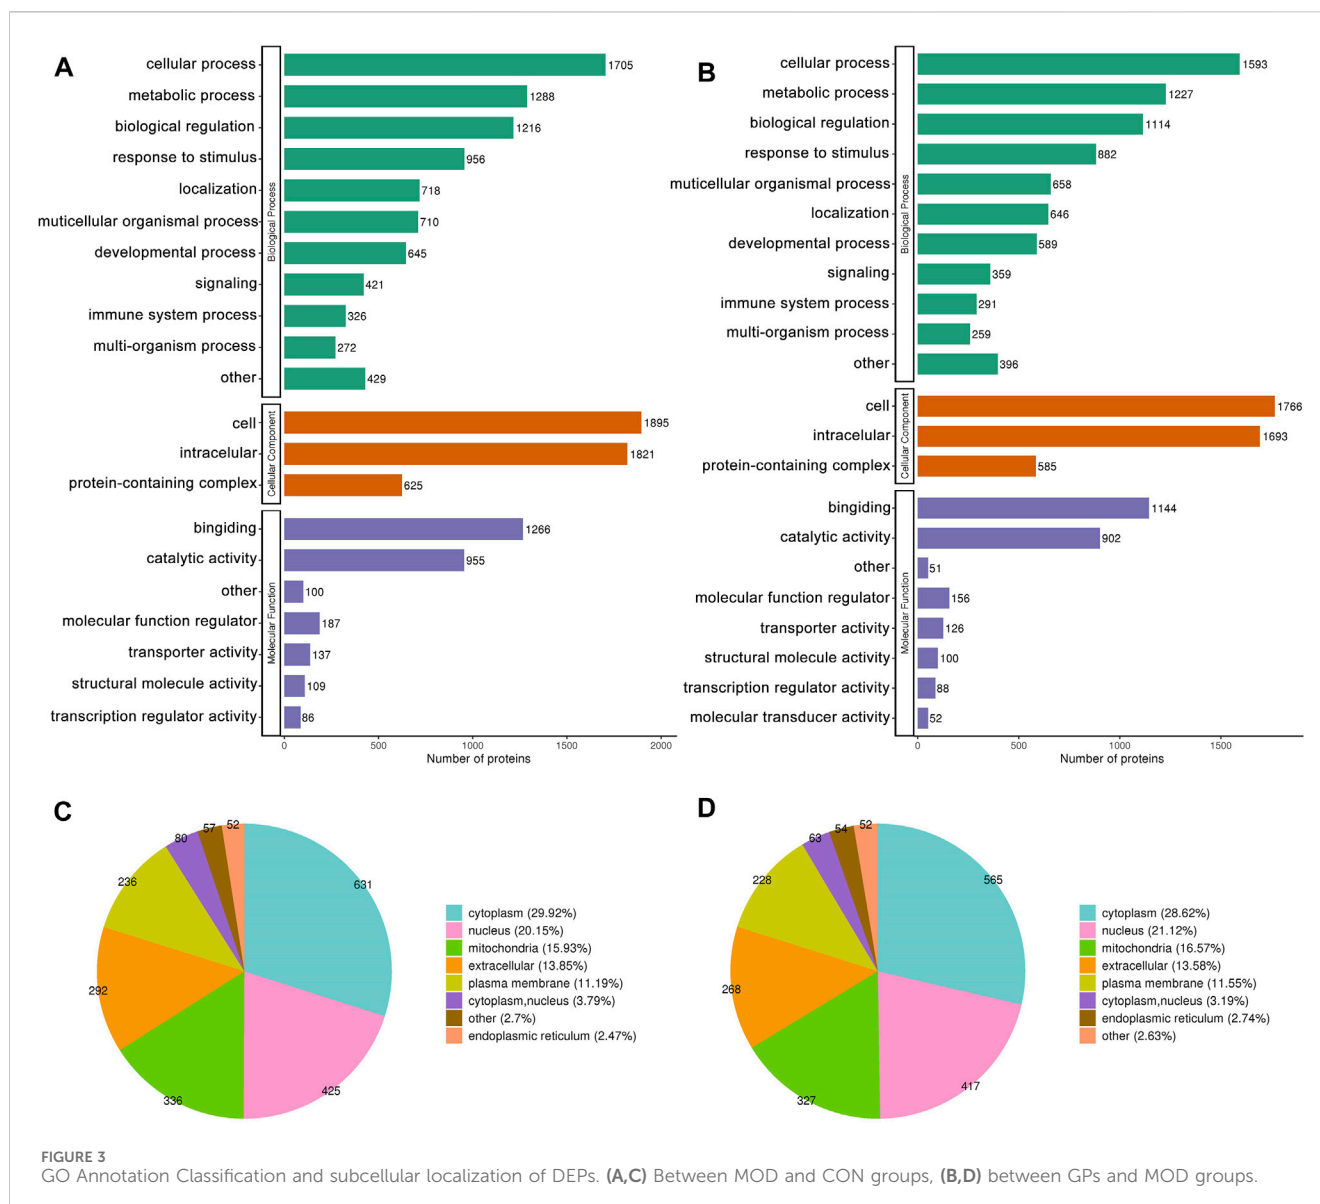 A
cellular process 1705
metabolic process 1288
biological regulation 1216
response to stimulus 956
localization 718
muticellular organismal process 710
developmental process 645
signaling 421
immune system process 326
multi-organism process 272
other 429
Biological Process
cell 1895
intracelular 1821
protein-containing complex 625
Cellular Component
bingiding 1266
catalytic activity 955
other 100
molecular function regulator 187
transporter activity 137
structural molecule activity 109
transcription regulator activity 86
Molecular Function
0 500 1000 1500 2000
Number of proteins
B
cellular process 1593
metabolic process 1227
biological regulation 1114
response to stimulus 882
muticellular organismal process 658
localization 646
developmental process 589
signaling 359
immune system process 291
multi-organism process 259
other 396
Biological Process
cell 1766
intracelular 1693
protein-containing complex 585
Cellular Component
bingiding 1144
catalytic activity 902
other 51
molecular function regulator 156
transporter activity 126
structural molecule activity 100
transcription regulator activity 88
molecular transducer activity 52
Molecular Function
0 500 1000 1500
Number of proteins
C
631
425
336
292
236
80
57
52
cytoplasm (29.92%)
nucleus (20.15%)
mitochondria (15.93%)
extracellular (13.85%)
plasma membrane (11.19%)
cytoplasm,nucleus (3.79%)
other (2.7%)
endoplasmic reticulum (2.47%)
D
565
417
327
268
228
63
54
52
cytoplasm (28.62%)
nucleus (21.12%)
mitochondria (16.57%)
extracellular (13.58%)
plasma membrane (11.55%)
cytoplasm,nucleus (3.19%)
endoplasmic reticulum (2.74%)
other (2.63%)
FIGURE 3
GO Annotation Classification and subcellular localization of DEPs. (A,C) Between MOD and CON groups, (B,D) between GPs and MOD groups.